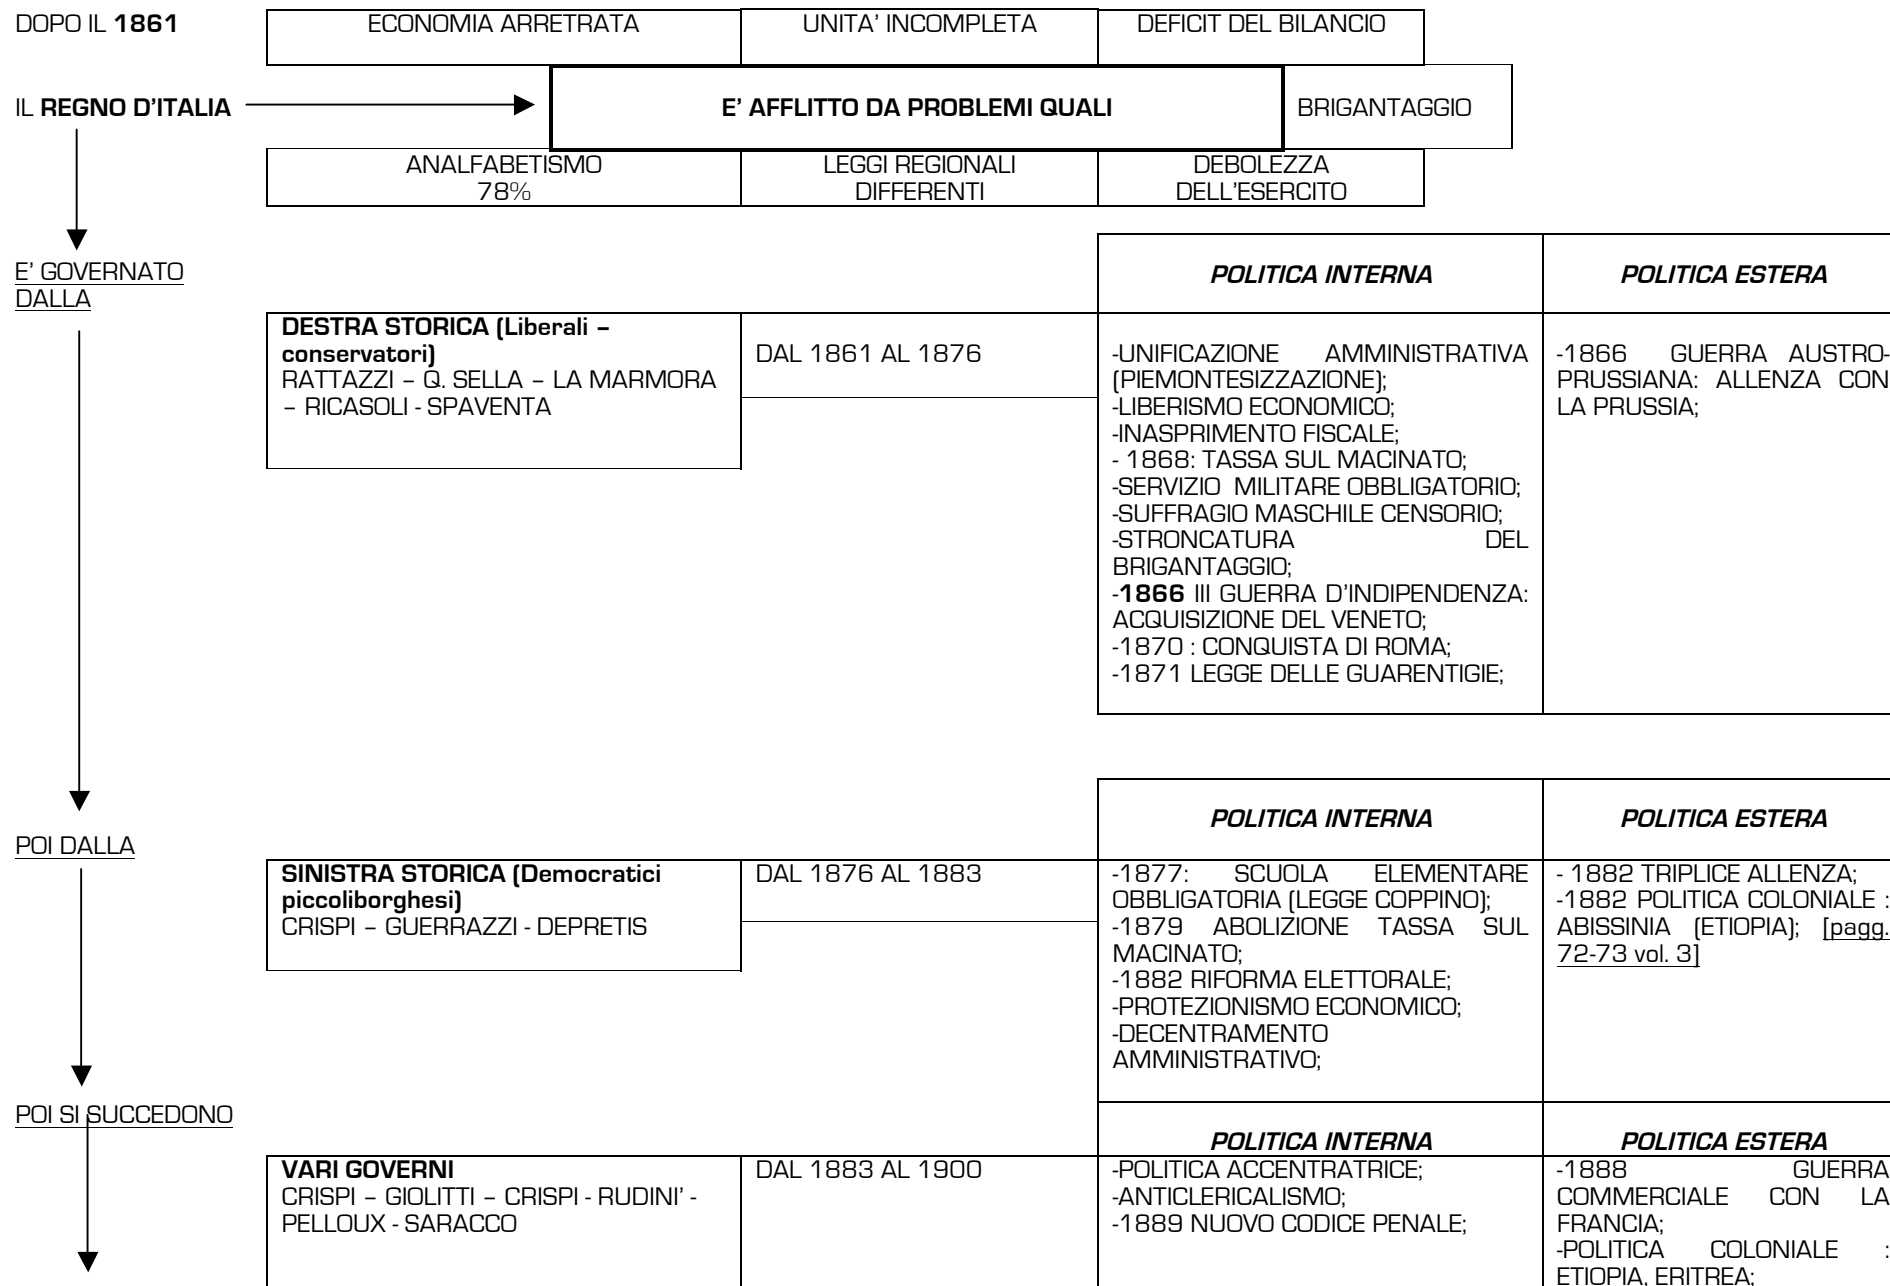 DOPO IL 1861
ECONOMIA ARRETRATA
UNITA’ INCOMPLETA
DEFICIT DEL BILANCIO
IL REGNO D’ITALIA
E’ AFFLITTO DA PROBLEMI QUALI
BRIGANTAGGIO
ANALFABETISMO
78%
LEGGI REGIONALI
DIFFERENTI
DEBOLEZZA
DELL’ESERCITO
E’ GOVERNATO
DALLA
POLITICA INTERNA
POLITICA ESTERA
DESTRA STORICA (Liberali –
conservatori)
RATTAZZI – Q. SELLA – LA MARMORA
– RICASOLI - SPAVENTA
DAL 1861 AL 1876
-UNIFICAZIONE AMMINISTRATIVA
(PIEMONTESIZZAZIONE);
-LIBERISMO ECONOMICO;
-INASPRIMENTO FISCALE;
- 1868: TASSA SUL MACINATO;
-SERVIZIO MILITARE OBBLIGATORIO;
-SUFFRAGIO MASCHILE CENSORIO;
-STRONCATURA DEL
BRIGANTAGGIO;
-1866 III GUERRA D’INDIPENDENZA:
ACQUISIZIONE DEL VENETO;
-1870 : CONQUISTA DI ROMA;
-1871 LEGGE DELLE GUARENTIGIE;
-1866 GUERRA AUSTRO-
PRUSSIANA: ALLENZA CON
LA PRUSSIA;
POI DALLA
POLITICA INTERNA
POLITICA ESTERA
SINISTRA STORICA (Democratici
piccoliborghesi)
CRISPI – GUERRAZZI - DEPRETIS
DAL 1876 AL 1883
-1877: SCUOLA ELEMENTARE
OBBLIGATORIA (LEGGE COPPINO);
-1879 ABOLIZIONE TASSA SUL
MACINATO;
-1882 RIFORMA ELETTORALE;
-PROTEZIONISMO ECONOMICO;
-DECENTRAMENTO
AMMINISTRATIVO;
- 1882 TRIPLICE ALLENZA;
-1882 POLITICA COLONIALE :
ABISSINIA (ETIOPIA); [pagg.
72-73 vol. 3]
POI SI SUCCEDONO
POLITICA INTERNA
POLITICA ESTERA
VARI GOVERNI
CRISPI – GIOLITTI – CRISPI - RUDINI’ -
PELLOUX - SARACCO
DAL 1883 AL 1900
-POLITICA ACCENTRATRICE;
-ANTICLERICALISMO;
-1889 NUOVO CODICE PENALE;
-1888 GUERRA
COMMERCIALE CON LA
FRANCIA;
-POLITICA COLONIALE :
ETIOPIA, ERITREA;